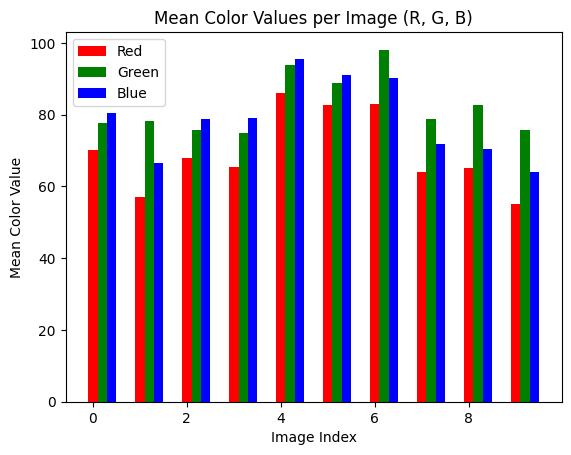 Mean Color Values per Image (R, G, B)
Red
Green
Blue
100
80
60
40
20
0
Mean Color Value
0 2 4 6 8
Image Index